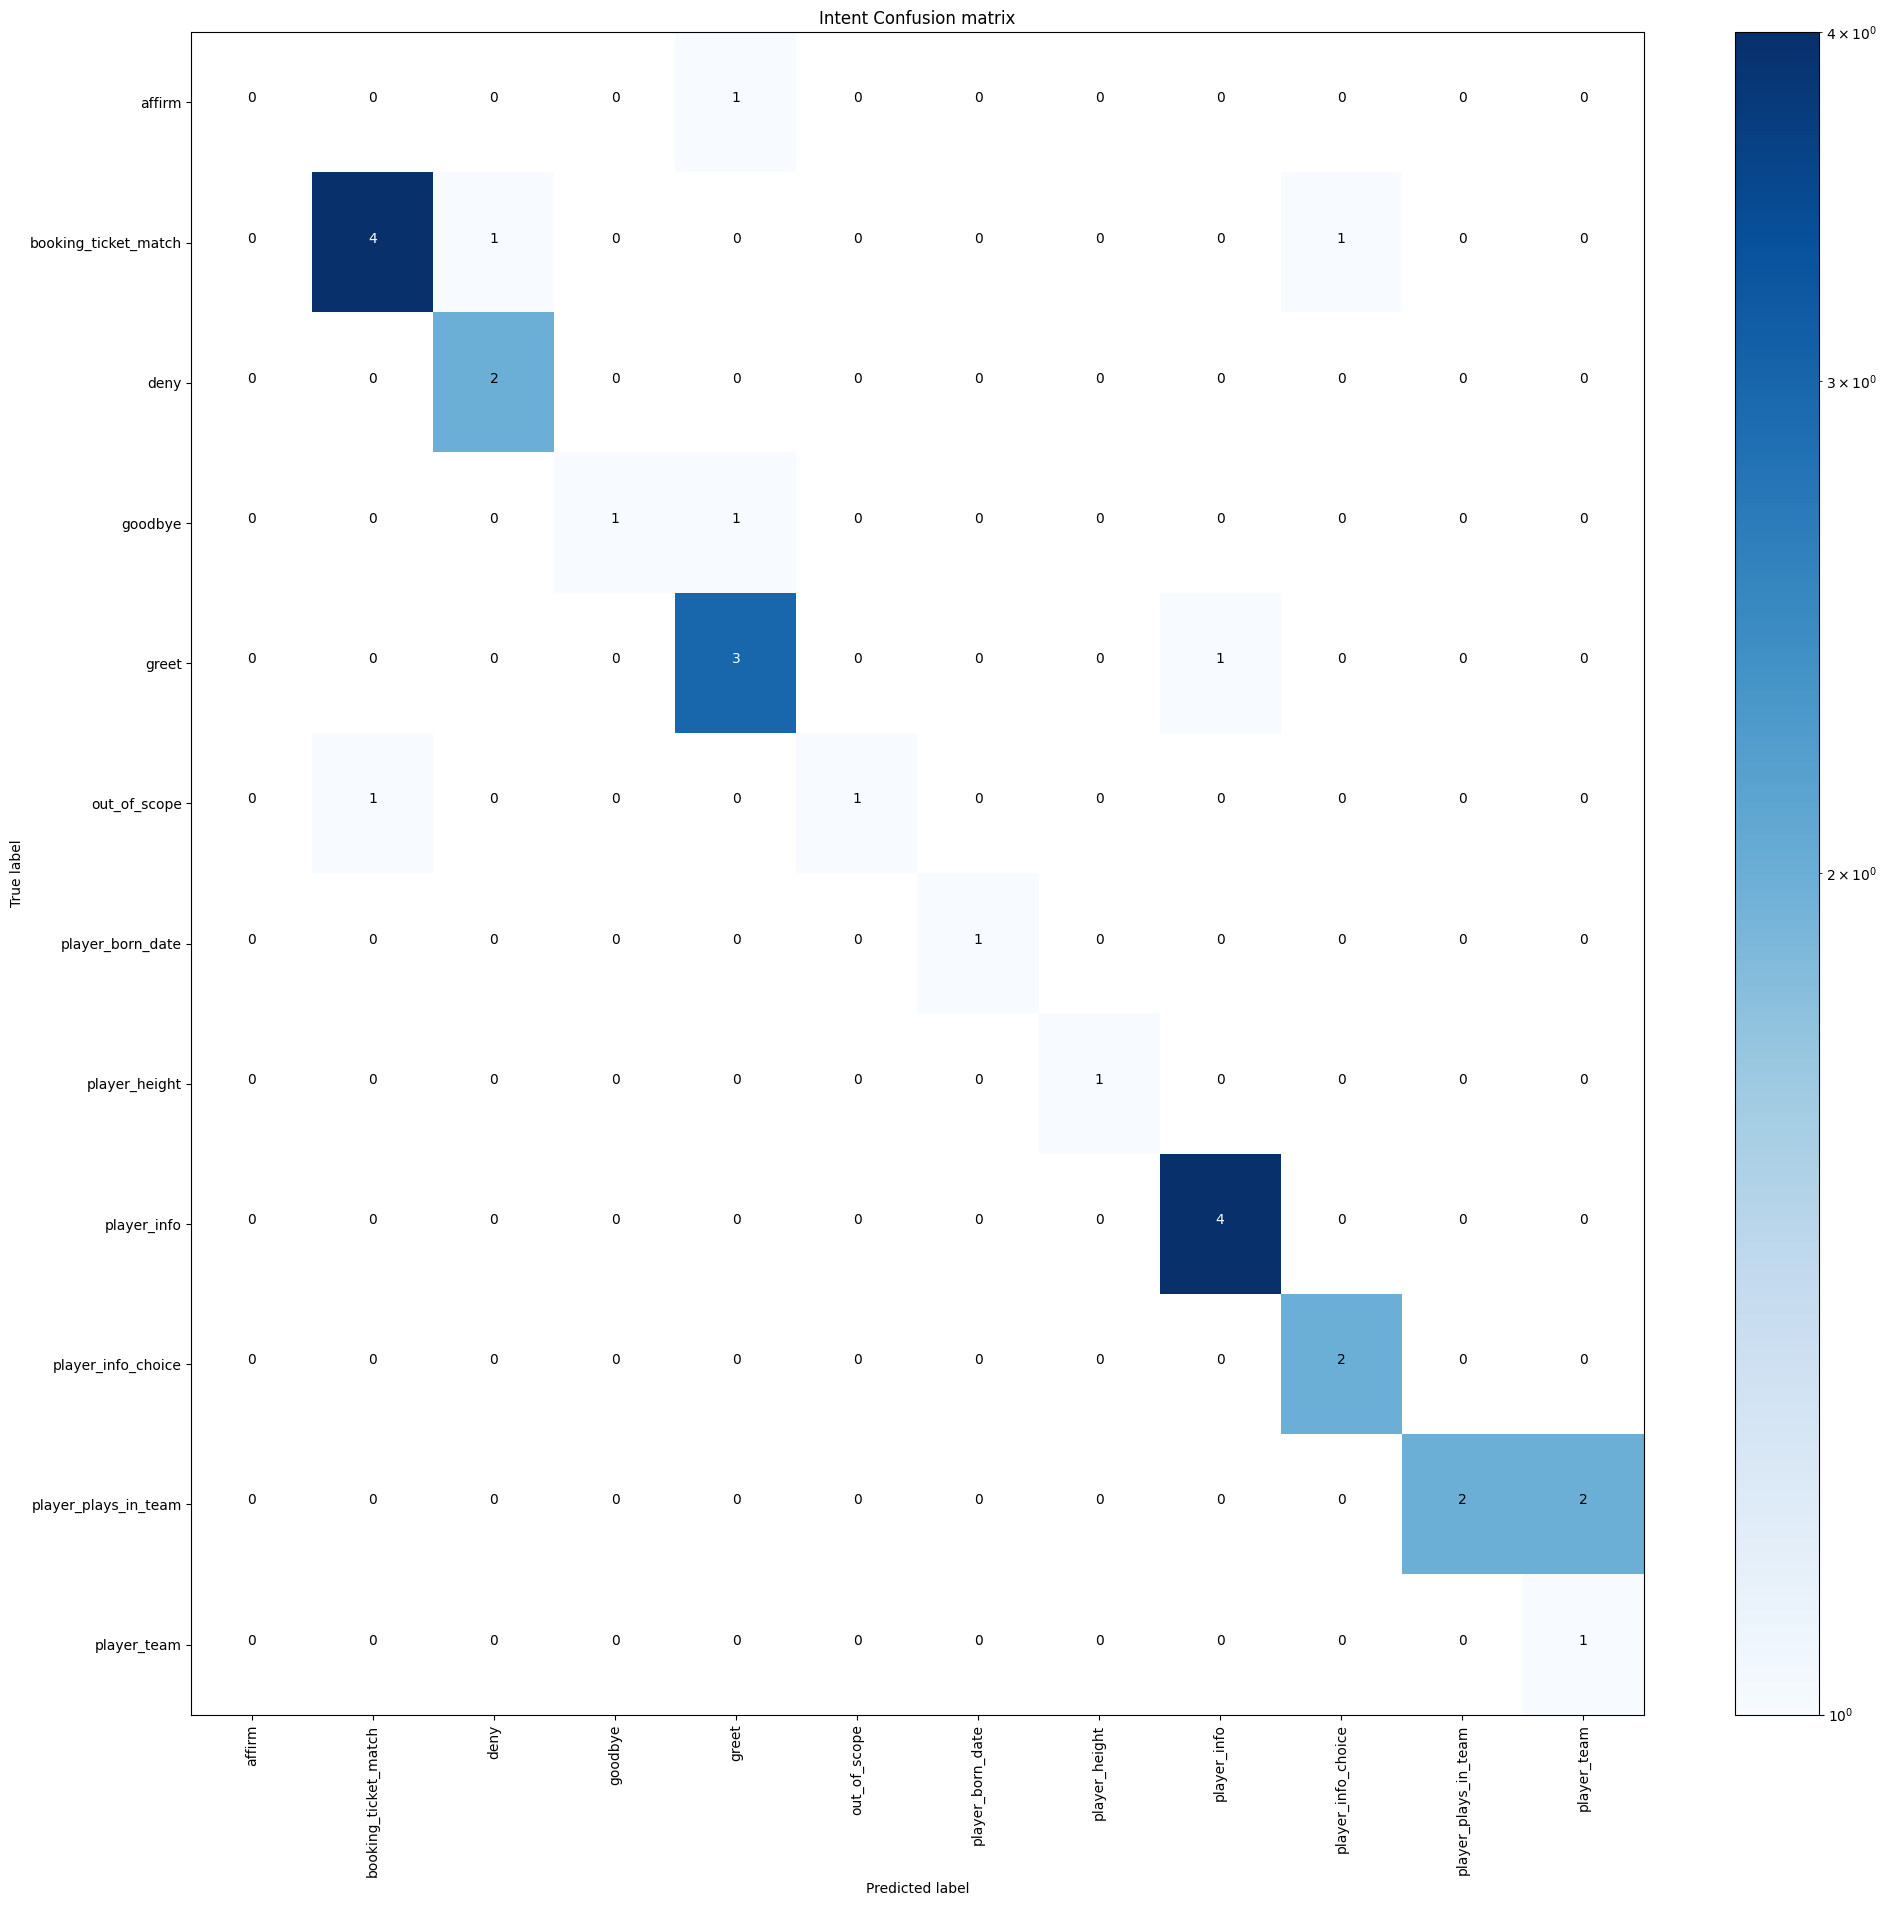 Intent Confusion matrix
affirm 0 0 0 0 1 0 0 0 0 0 0 0
booking_ticket_match 0 4 1 0 0 0 0 0 0 1 0 0
deny 0 0 2 0 0 0 0 0 0 0 0 0
goodbye 0 0 0 1 1 0 0 0 0 0 0 0
greet 0 0 0 0 3 0 0 0 1 0 0 0
out_of_scope 0 1 0 0 0 1 0 0 0 0 0 0
player_born_date 0 0 0 0 0 0 1 0 0 0 0 0
player_height 0 0 0 0 0 0 0 1 0 0 0 0
player_info 0 0 0 0 0 0 0 0 4 0 0 0
player_info_choice 0 0 0 0 0 0 0 0 0 2 0 0
player_plays_in_team 0 0 0 0 0 0 0 0 0 0 2 2
player_team 0 0 0 0 0 0 0 0 0 0 0 1
True label
affirm
booking_ticket_match
deny
goodbye
greet
out_of_scope
player_born_date
player_height
player_info
player_info_choice
player_plays_in_team
player_team
Predicted label
4 × 10⁰
3 × 10⁰
2 × 10⁰
10⁰